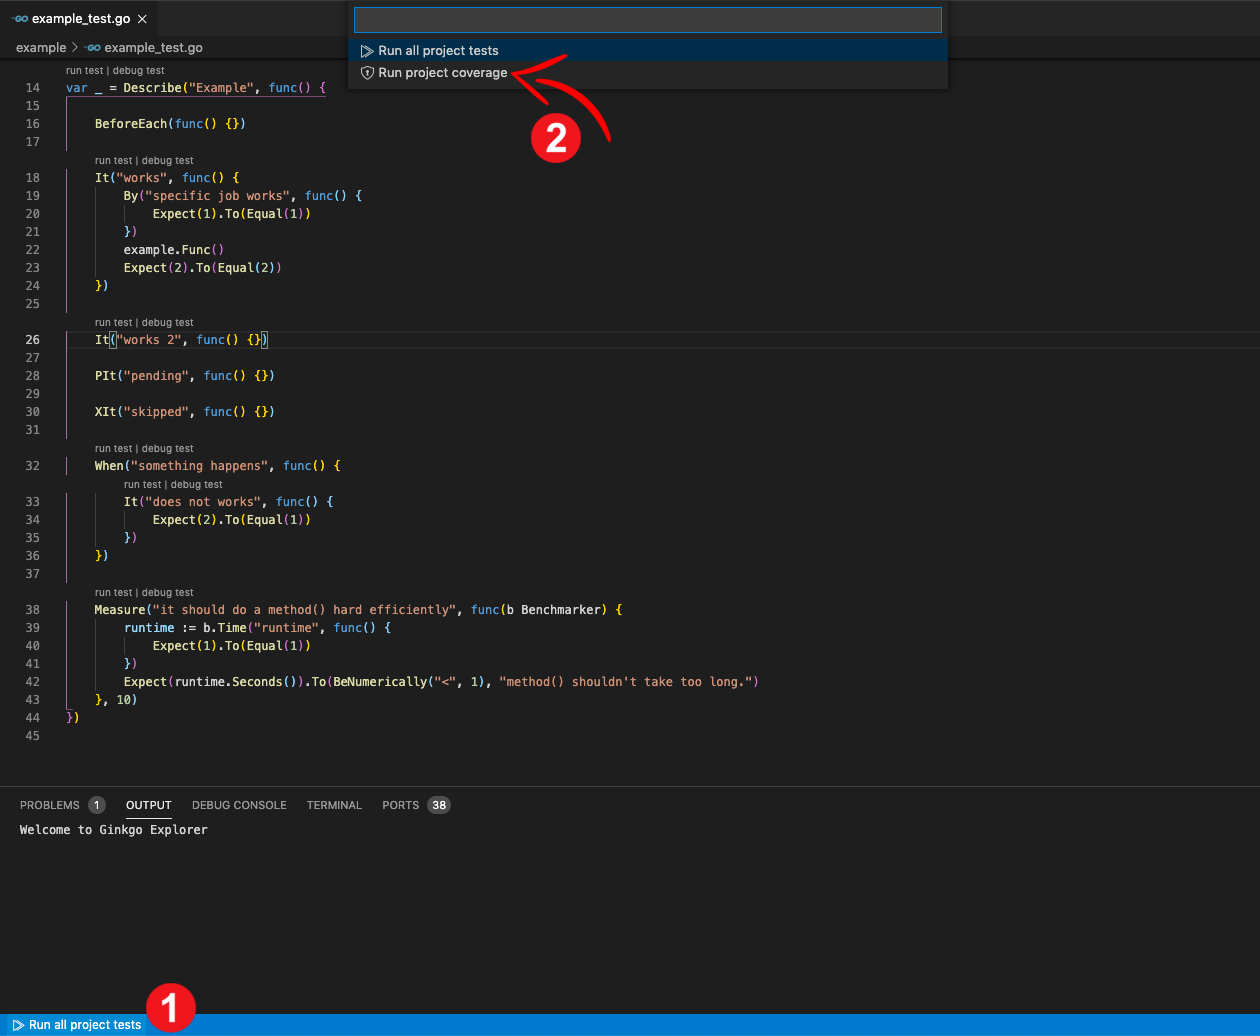 GO example_test.go ×
example > GO example_test.go
Run all project tests
Run project coverage
2
run test | debug test
14 var _ = Describe("Example", func() {
15
16 BeforeEach(func() {})
17
run test | debug test
18 It("works", func() {
19 By("specific job works", func() {
20 Expect(1).To(Equal(1))
21 })
22 example.Func()
23 Expect(2).To(Equal(2))
24 })
25
run test | debug test
26 It("works 2", func() {})
27
28 PIt("pending", func() {})
29
30 XIt("skipped", func() {})
31
run test | debug test
32 When("something happens", func() {
run test | debug test
33 It("does not works", func() {
34 Expect(2).To(Equal(1))
35 })
36 })
37
run test | debug test
38 Measure("it should do a method() hard efficiently", func(b Benchmarker) {
39 runtime := b.Time("runtime", func() {
40 Expect(1).To(Equal(1))
41 })
42 Expect(runtime.Seconds()).To(BeNumerically("<", 1), "method() shouldn't take too long.")
43 }, 10)
44 })
45
PROBLEMS 1 OUTPUT DEBUG CONSOLE TERMINAL PORTS 38
Welcome to Ginkgo Explorer
1
Run all project tests